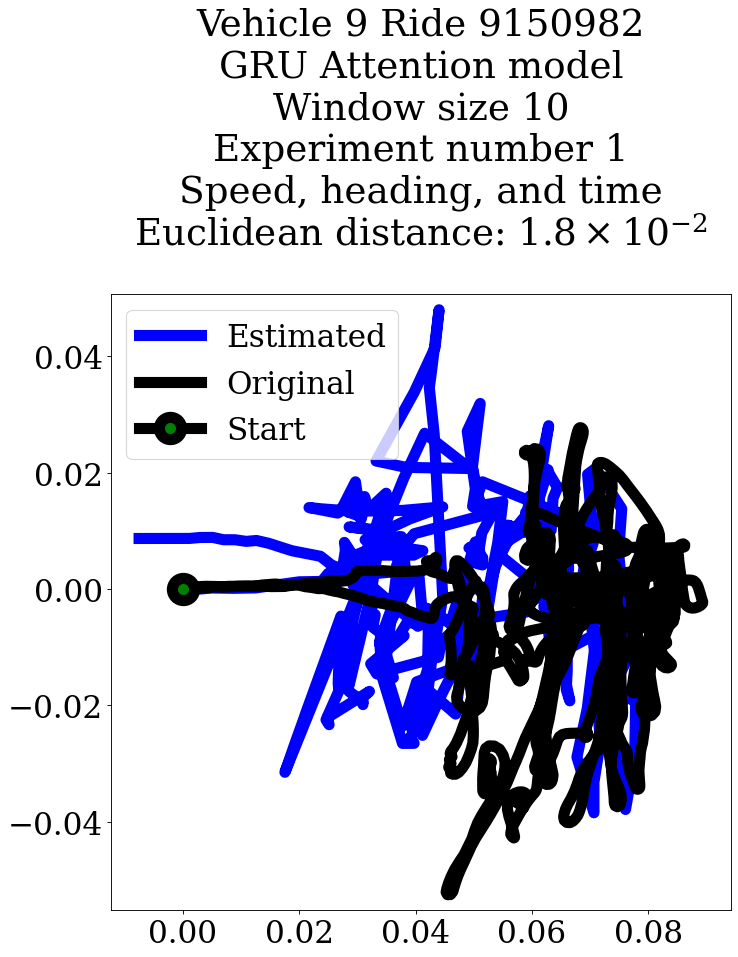 Vehicle 9 Ride 9150982
GRU Attention model
Window size 10
Experiment number 1
Speed, heading, and time
Euclidean distance: 1.8 × 10⁻²
Estimated
Original
Start
0.04
0.02
0.00
−0.02
−0.04
0.00 0.02 0.04 0.06 0.08